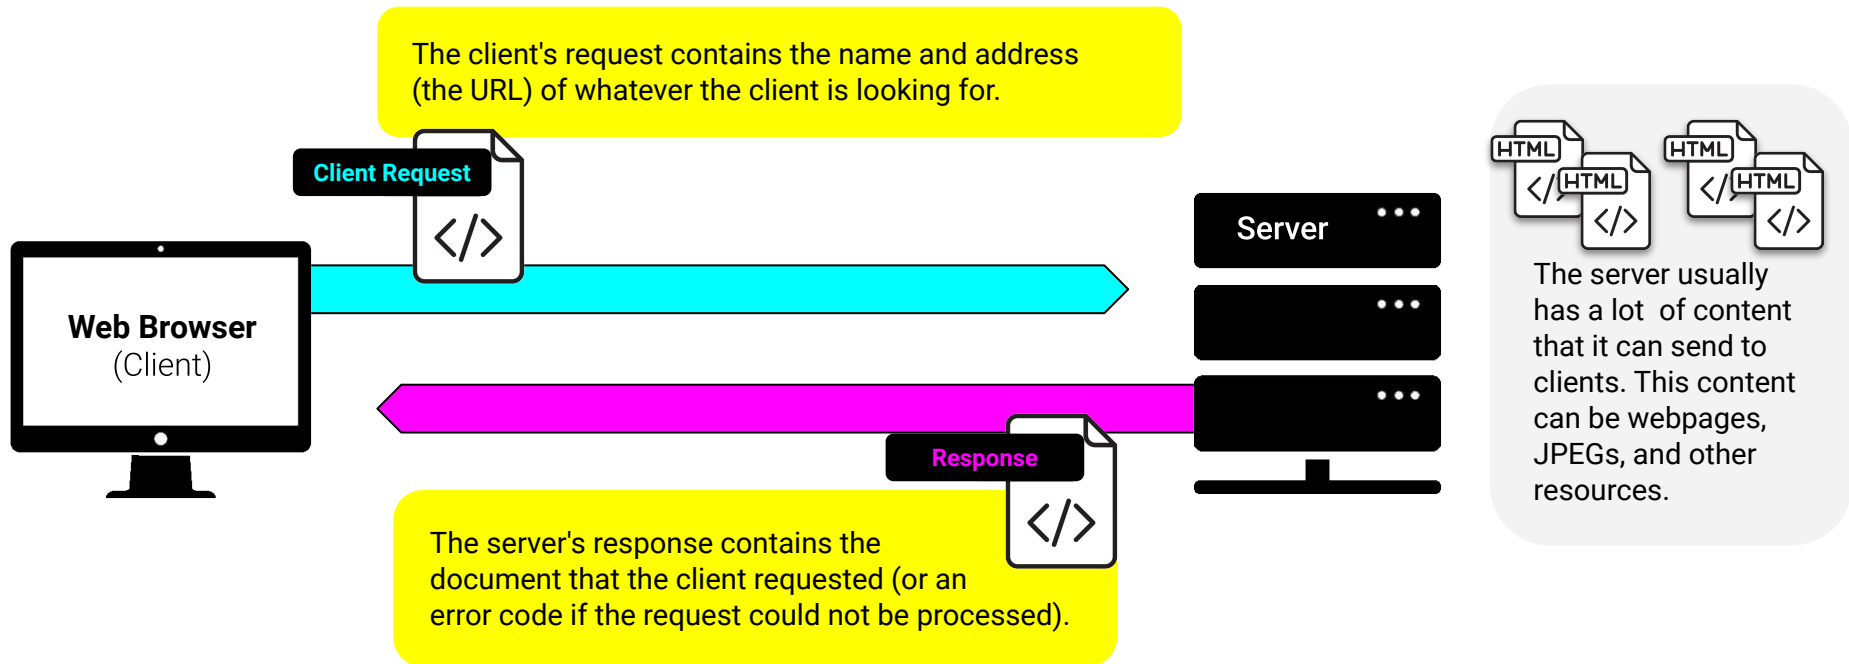 The client's request contains the name and address
(the URL) of whatever the client is looking for.
Client Request
Web Browser
(Client)
Server
HTML
HTML
HTML
HTML
The server usually
has a lot  of content
that it can send to
clients. This content
can be webpages,
JPEGs, and other
resources.
Response
The server's response contains the
document that the client requested (or an
error code if the request could not be processed).